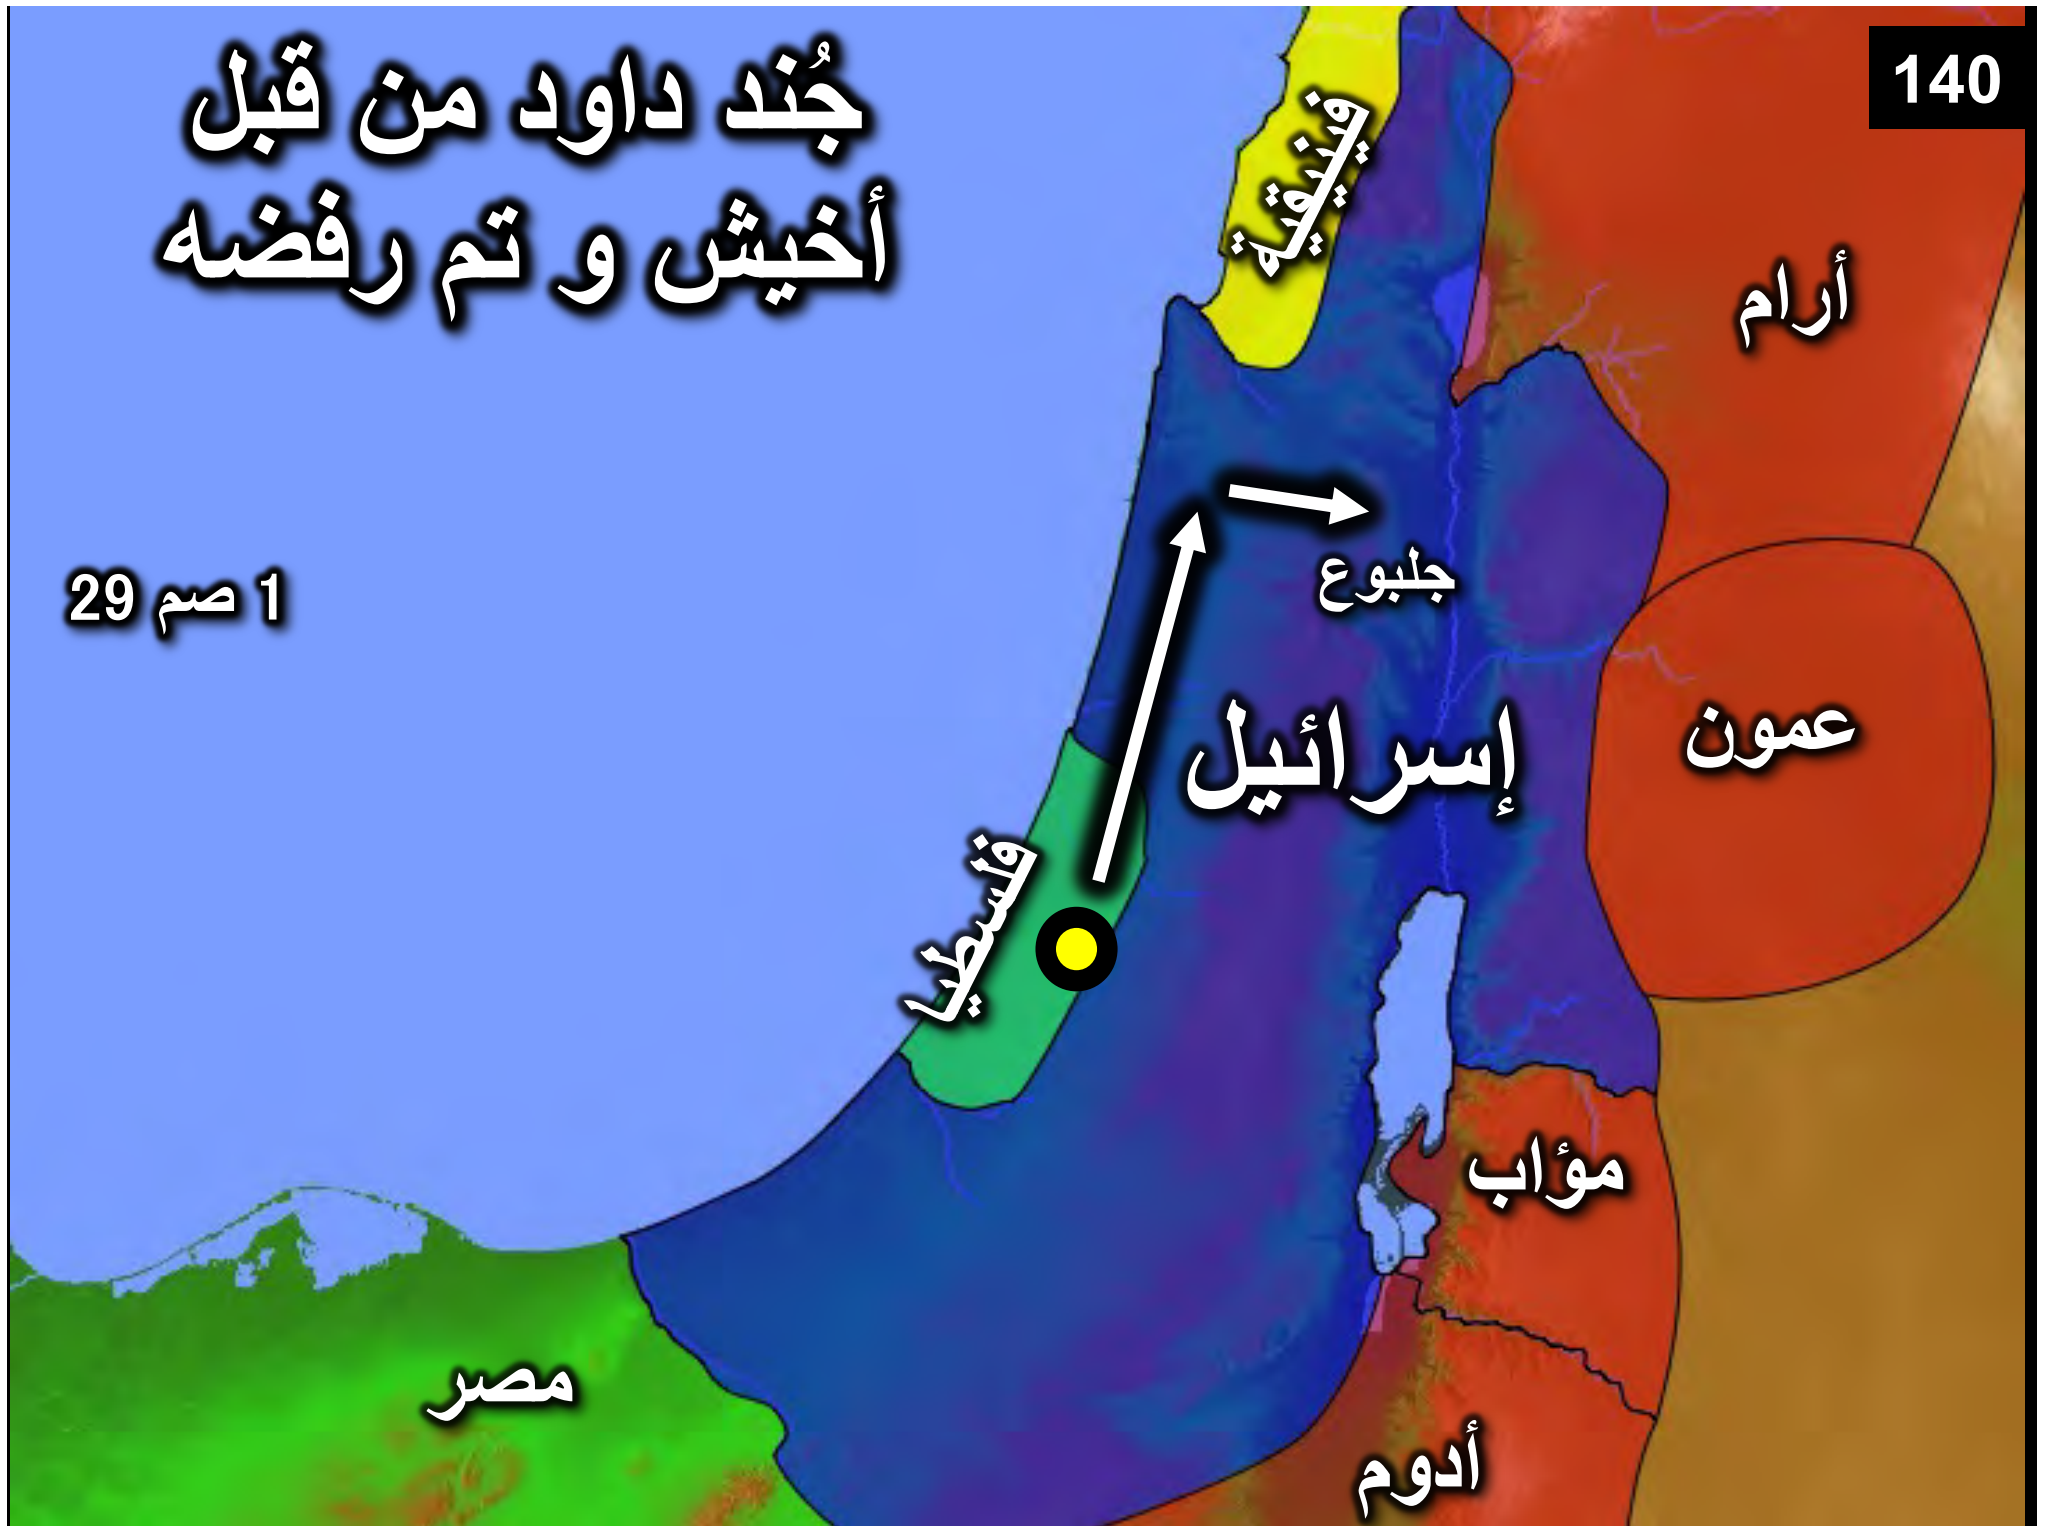 140
جُند داود من قبل
أخيش و تم رفضه
فينيقية
أرام
1 صم 29
جلبوع
إسرائيل
عمون
فلسطيا
مؤاب
مصر
أدوم